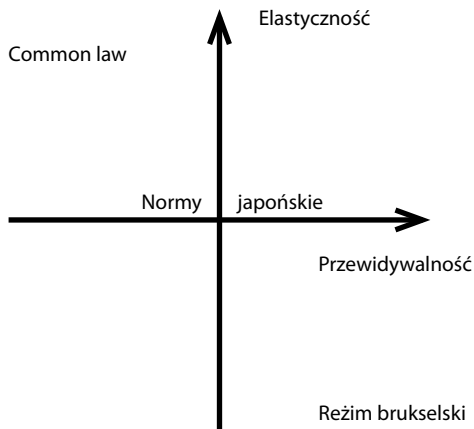 Elastyczność
Common law
Normy japońskie
Przewidywalność
Reżim brukselski